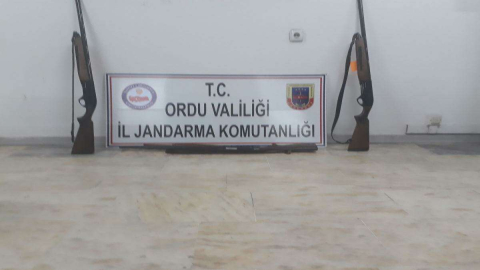 T.C.
ORDU VALİLİĞİ
İL JANDARMA KOMUTANLIĞI